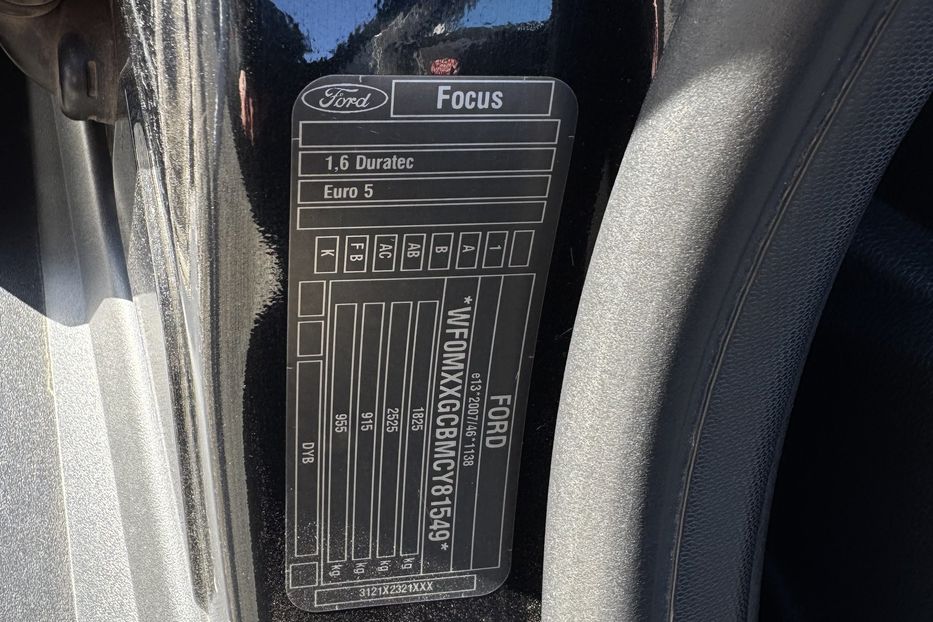 Ford
Focus
1,6 Duratec
Euro 5
K FB AC AB B A 1
FORD
e13*2007/46*1138
*WF0MXXGCBMCY81549*
1825 kg
2525 kg
915 kg
955 kg
DYB
3121X2321XXX